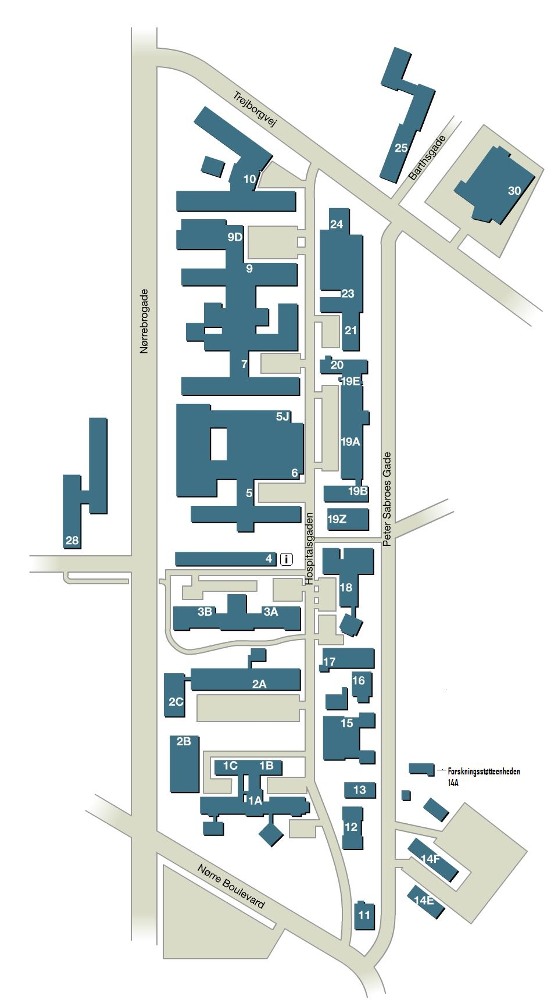 Trøjborgvej
25
Barthsgade
30
10
24
9D
9
23
Nørrebrogade
21
7
20
19E
5J
19A
6
5
19B
19Z
Peter Sabroes Gade
28
4
i
Hospitalsgaden
18
3B
3A
17
16
2A
2C
15
2B
1C
1B
Forskningsstøtteenheden
14A
13
1A
12
14F
Nørre Boulevard
14E
11